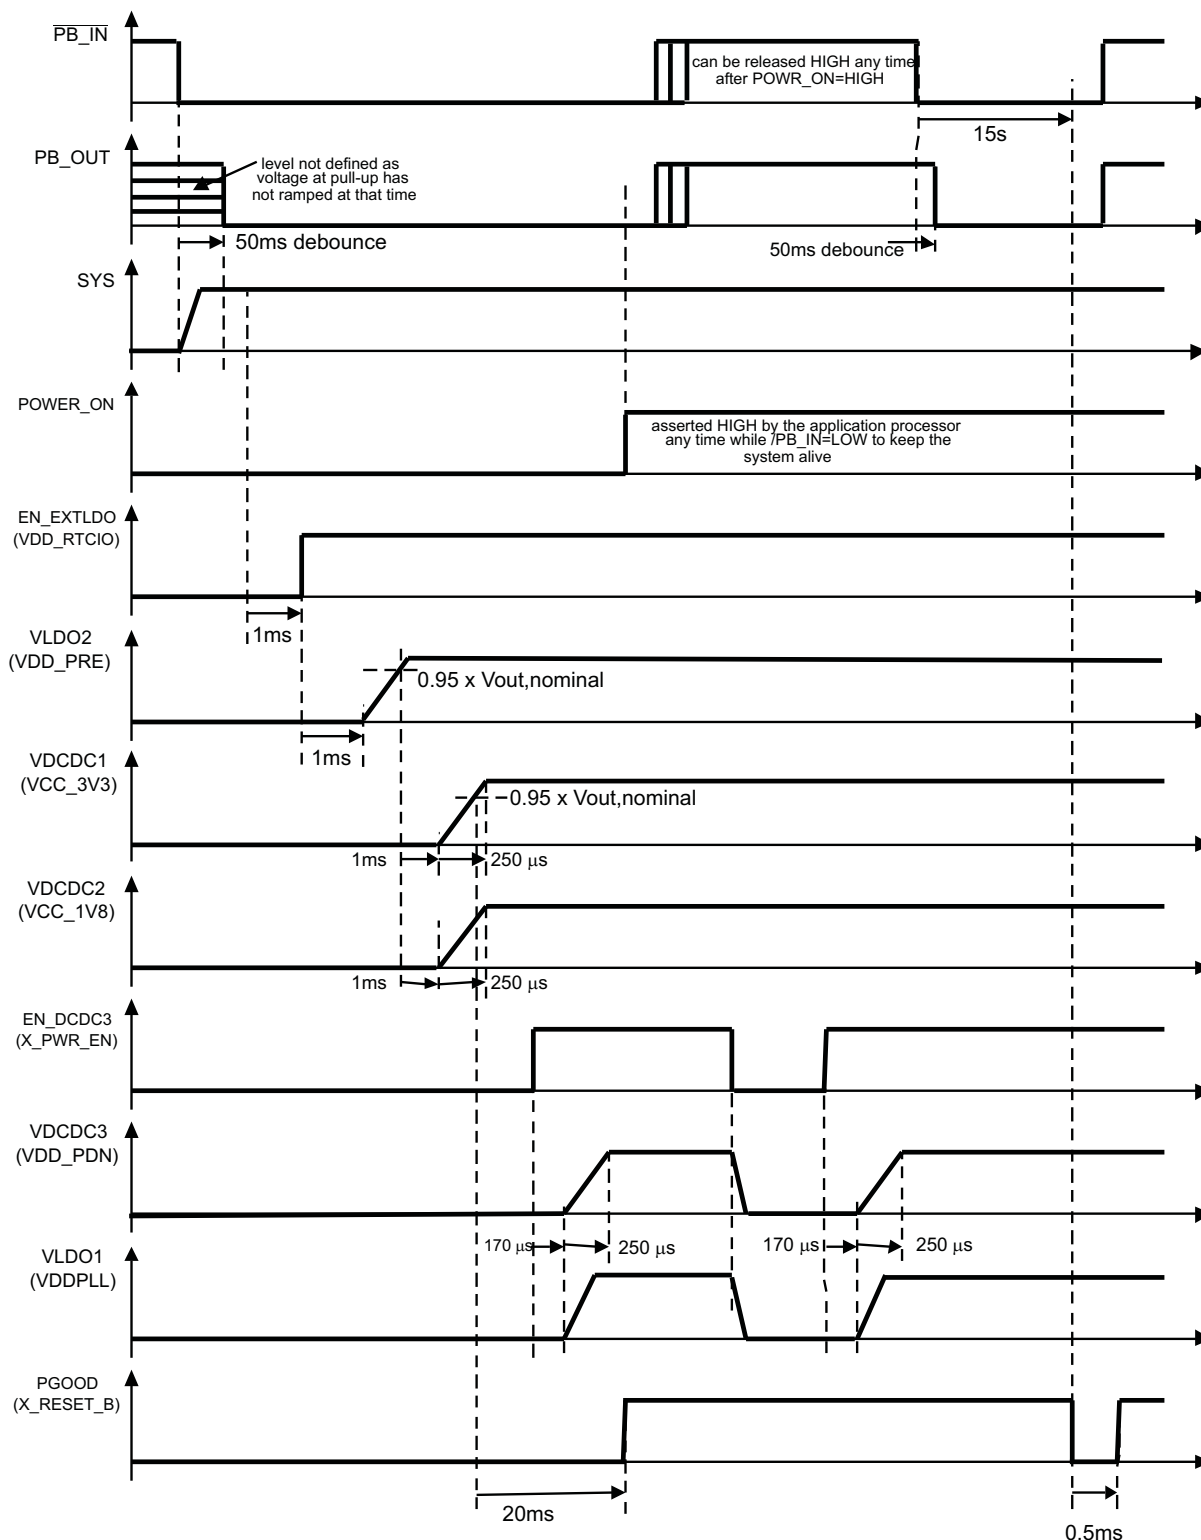 PB_IN
can be released HIGH any time
after POWR_ON=HIGH
15s
PB_OUT
level not defined as
voltage at pull-up has
not ramped at that time
50ms debounce
50ms debounce
SYS
POWER_ON
asserted HIGH by the application processor
any time while /PB_IN=LOW to keep the
system alive
EN_EXTLDO
(VDD_RTCIO)
1ms
VLDO2
(VDD_PRE)
0.95 x Vout,nominal
1ms
VDCDC1
(VCC_3V3)
0.95 x Vout,nominal
1ms
250 μs
VDCDC2
(VCC_1V8)
1ms
250 μs
EN_DCDC3
(X_PWR_EN)
VDCDC3
(VDD_PDN)
170 μs
250 μs
170 μs
250 μs
VLDO1
(VDDPLL)
PGOOD
(X_RESET_B)
20ms
0.5ms